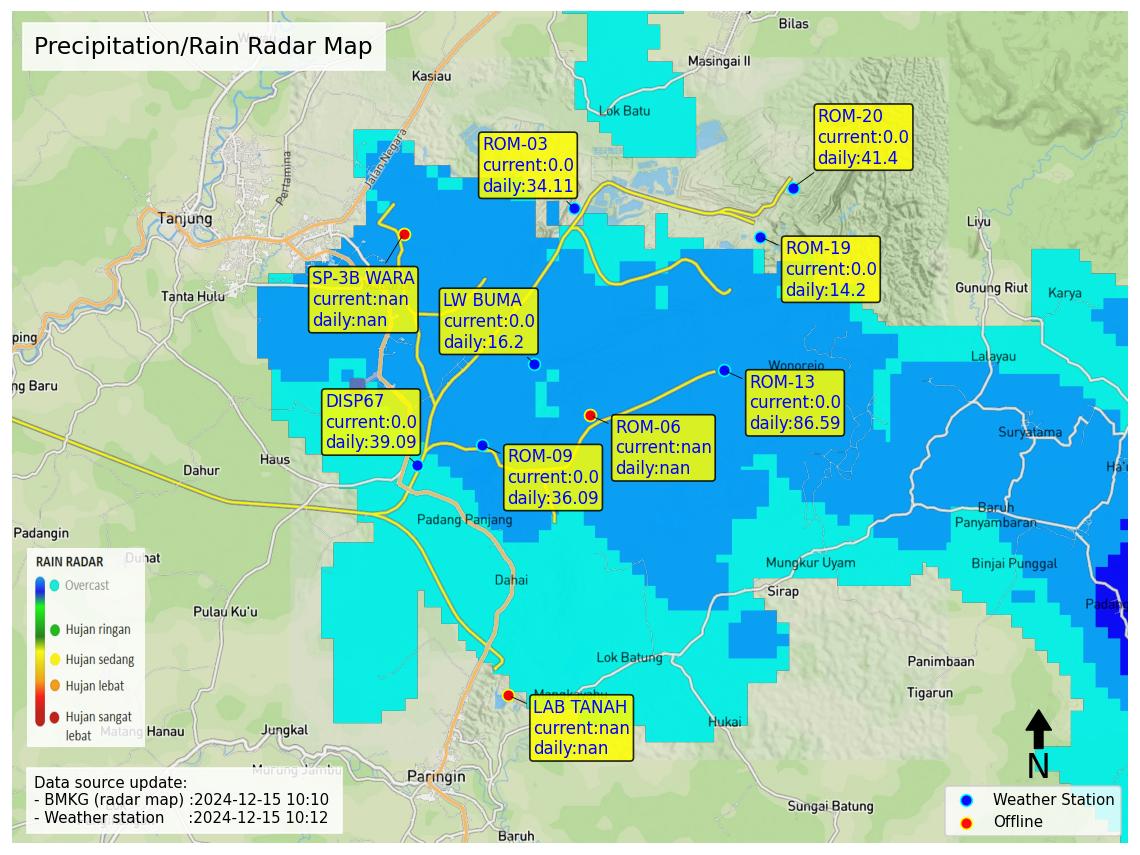 Precipitation/Rain Radar Map
Bilas
Kasiau
Masingai II
Lok Batu
Jalan Negara
Pertamina
ROM-20
current:0.0
daily:41.4
ROM-03
current:0.0
daily:34.11
Tanjung
Liyu
ROM-19
current:0.0
daily:14.2
SP-3B WARA
current:nan
daily:nan
LW BUMA
current:0.0
daily:16.2
Tanta Hulu
Gunung Riut
Karya
ping
Lalayau
Wonorejo
ng Baru
ROM-13
current:0.0
daily:86.59
DISP67
current:0.0
daily:39.09
ROM-06
current:nan
daily:nan
Suryatama
ROM-09
current:0.0
daily:36.09
Haus
Dahur
Ha'u
Baruh
Panyambaran
Padang Panjang
Padangin
Duhat
Mungkur Uyam
Binjai Punggal
RAIN RADAR
Overcast
Hujan ringan
Hujan sedang
Hujan lebat
Hujan sangat
lebat
Dahai
Sirap
Padang
Pulau Ku'u
Lok Batung
Panimbaan
Tigarun
LAB TANAH
current:nan
daily:nan
Hukai
Matang Hanau
Jungkal
Murung Jambu
Paringin
N
Data source update:
- BMKG (radar map) :2024-12-15 10:10
- Weather station :2024-12-15 10:12
Sungai Batung
Baruh
Weather Station
Offline